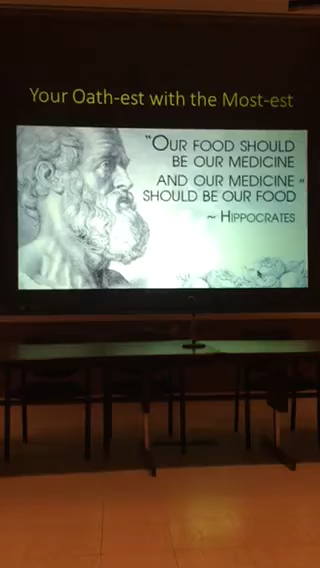 Your Oath-est with the Most-est
"OUR FOOD SHOULD
BE OUR MEDICINE
AND OUR MEDICINE"
SHOULD BE OUR FOOD
~ HIPPOCRATES